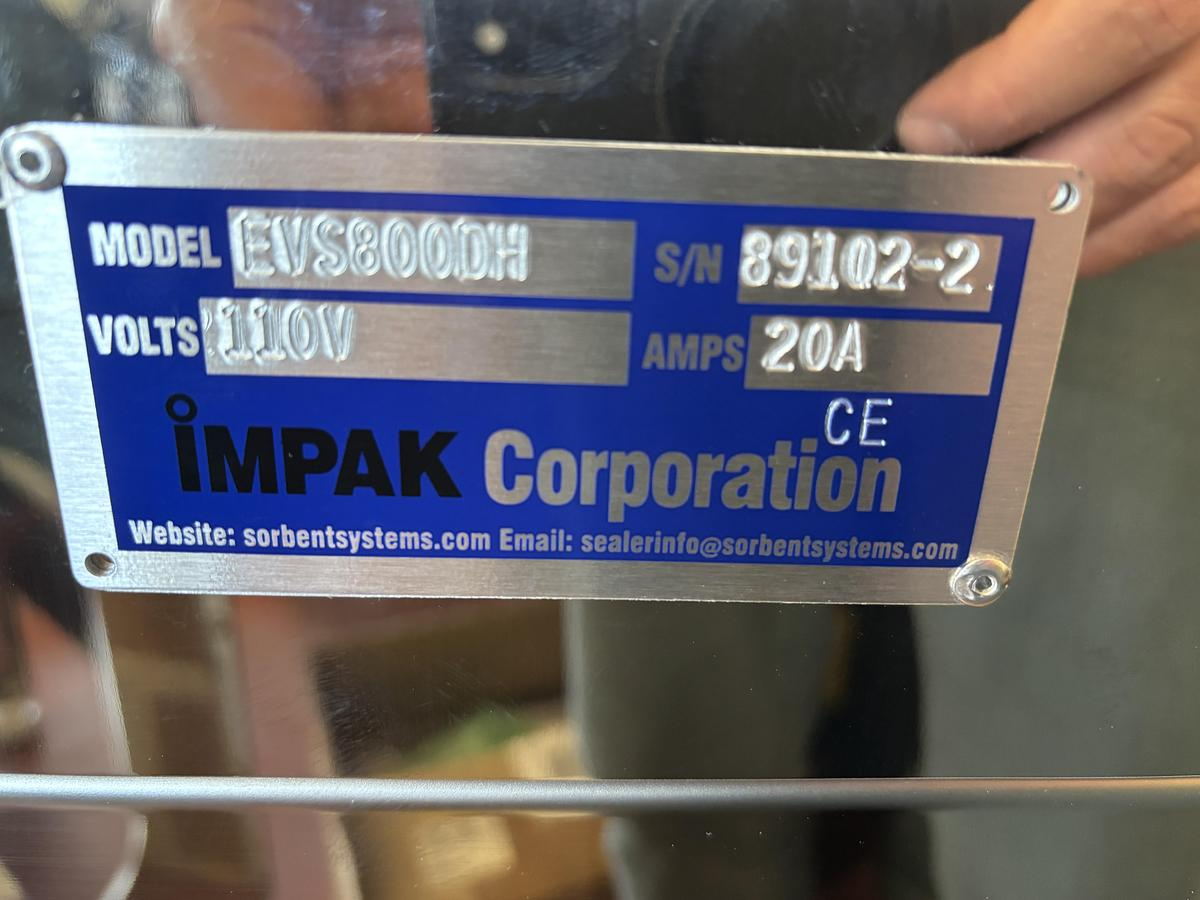 MODEL EVS800DH S/N 89102-2
VOLTS 110V AMPS 20A
CE
IMPAK Corporation
Website: sorbentsystems.com Email: sealerinfo@sorbentsystems.com